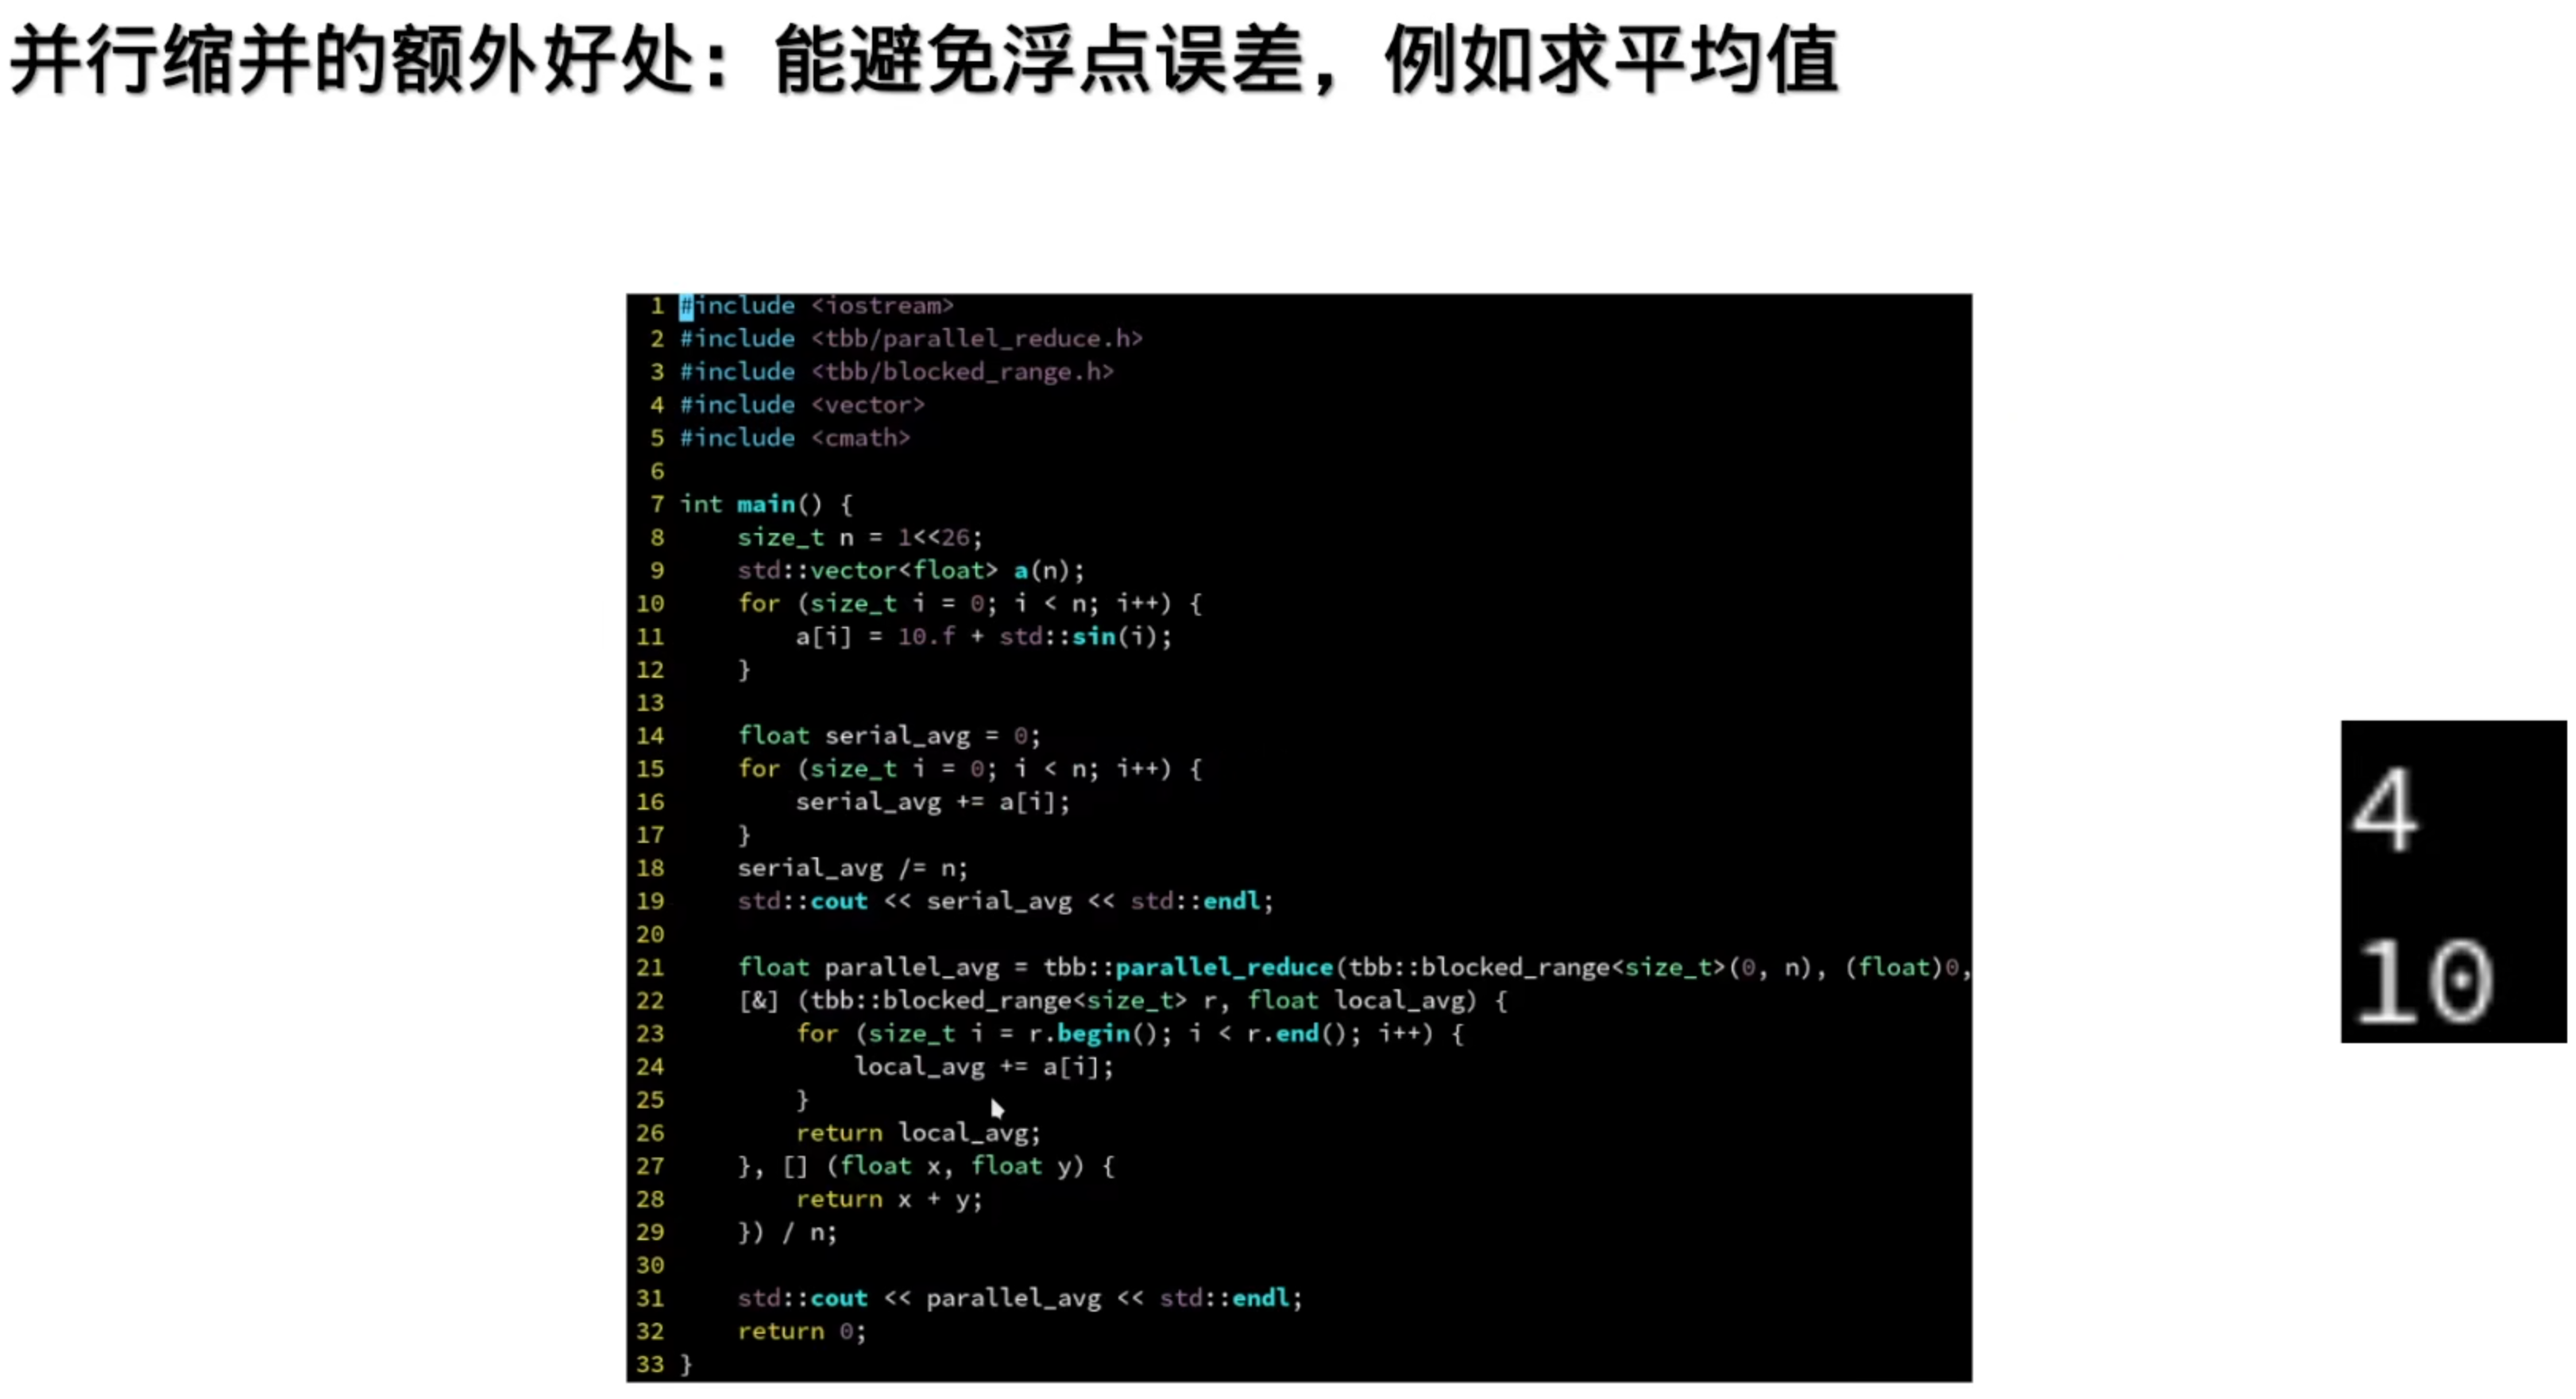 并行缩并的额外好处：能避免浮点误差，例如求平均值
1 #include <iostream>
2 #include <tbb/parallel_reduce.h>
3 #include <tbb/blocked_range.h>
4 #include <vector>
5 #include <cmath>
6
7 int main() {
8     size_t n = 1<<26;
9     std::vector<float> a(n);
10     for (size_t i = 0; i < n; i++) {
11         a[i] = 10.f + std::sin(i);
12     }
13
14     float serial_avg = 0;
15     for (size_t i = 0; i < n; i++) {
16         serial_avg += a[i];
17     }
18     serial_avg /= n;
19     std::cout << serial_avg << std::endl;
20
21     float parallel_avg = tbb::parallel_reduce(tbb::blocked_range<size_t>(0, n), (float)0,
22     [&] (tbb::blocked_range<size_t> r, float local_avg) {
23         for (size_t i = r.begin(); i < r.end(); i++) {
24             local_avg += a[i];
25         }
26         return local_avg;
27     }, [] (float x, float y) {
28         return x + y;
29     }) / n;
30
31     std::cout << parallel_avg << std::endl;
32     return 0;
33 }
4
10